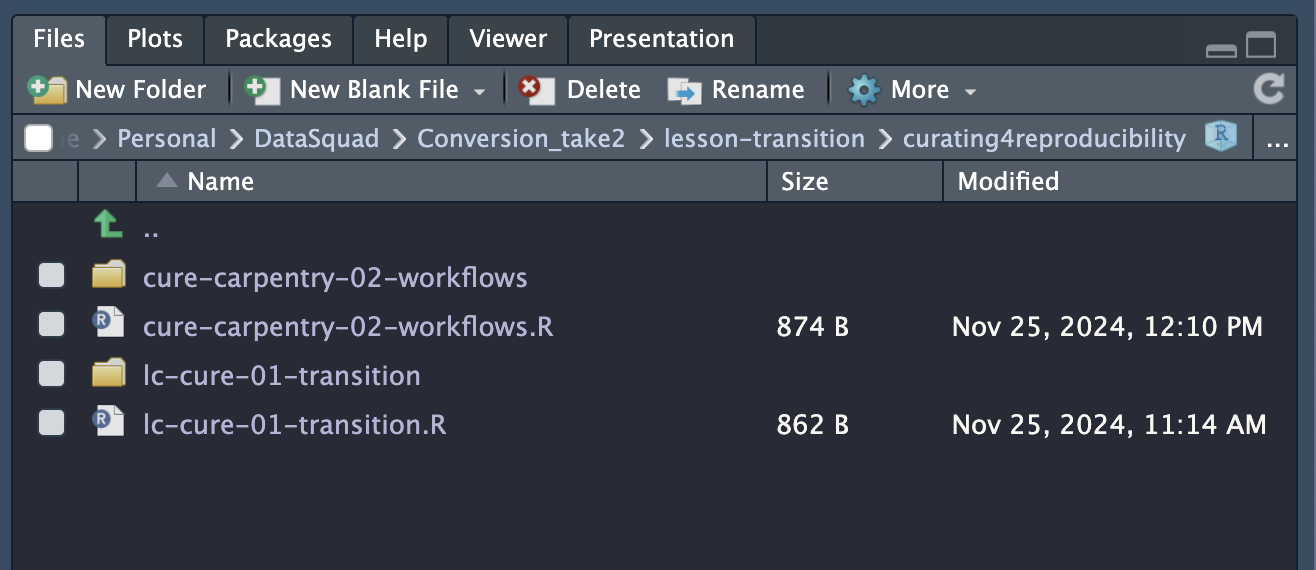 Files Plots Packages Help Viewer Presentation
New Folder New Blank File Delete Rename More
Personal DataSquad Conversion_take2 lesson-transition curating4reproducibility R ...
Name Size Modified
..
cure-carpentry-02-workflows
R cure-carpentry-02-workflows.R 874 B Nov 25, 2024, 12:10 PM
lc-cure-01-transition
R lc-cure-01-transition.R 862 B Nov 25, 2024, 11:14 AM